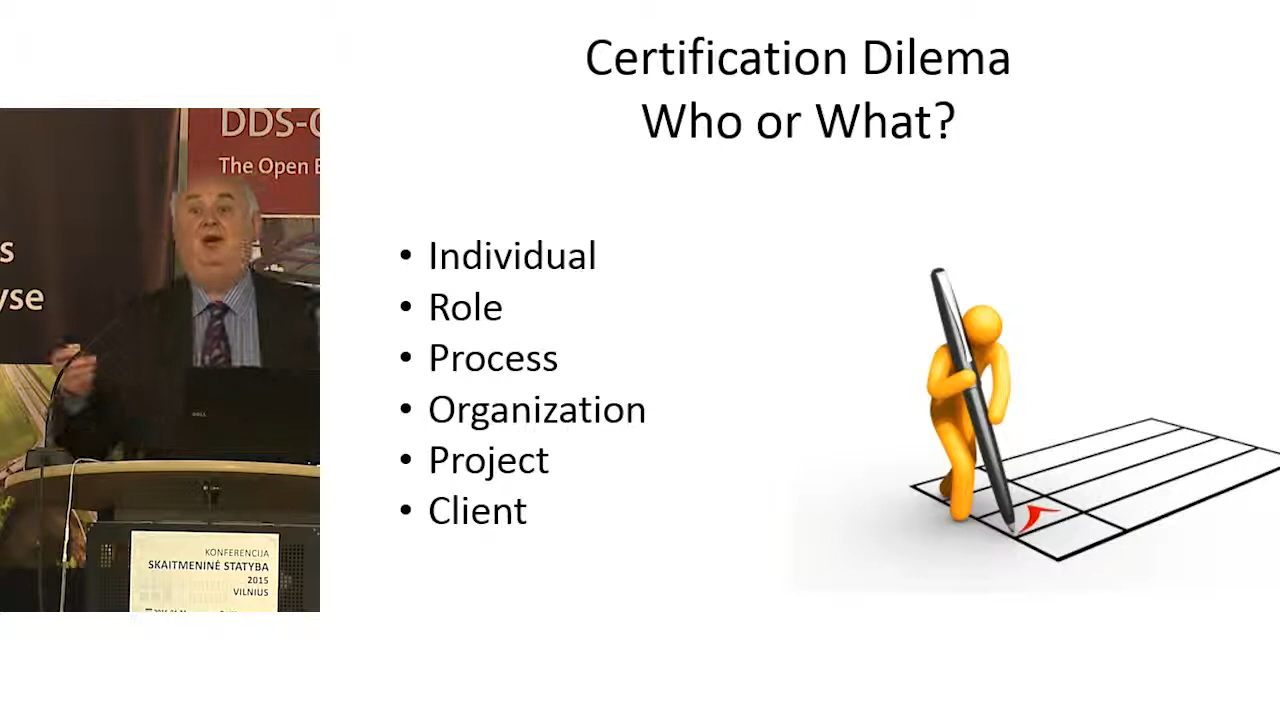 Certification Dilema
Who or What?
• Individual
• Role
• Process
• Organization
• Project
• Client
DDS-
The Open
s
yse
DELL
KONFERENCIJA
SKAITMENINĖ STATYBA
2015
VILNIUS